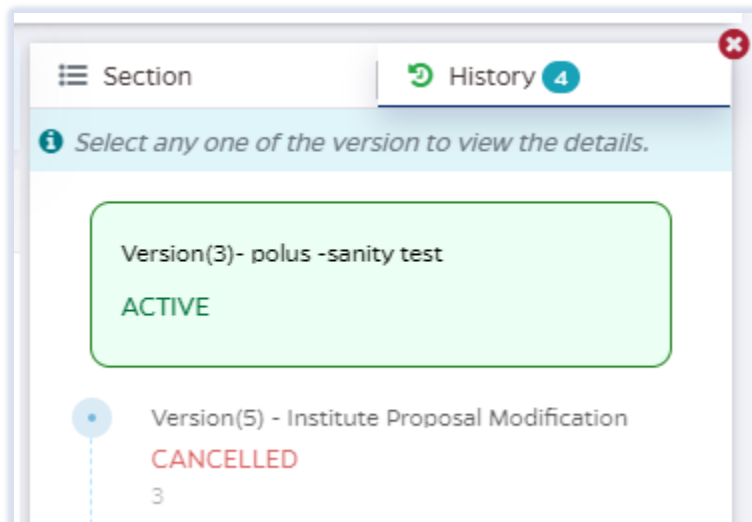 Section
History 4
Select any one of the version to view the details.
Version(3)- polus -sanity test
ACTIVE
Version(5) - Institute Proposal Modification
CANCELLED
3